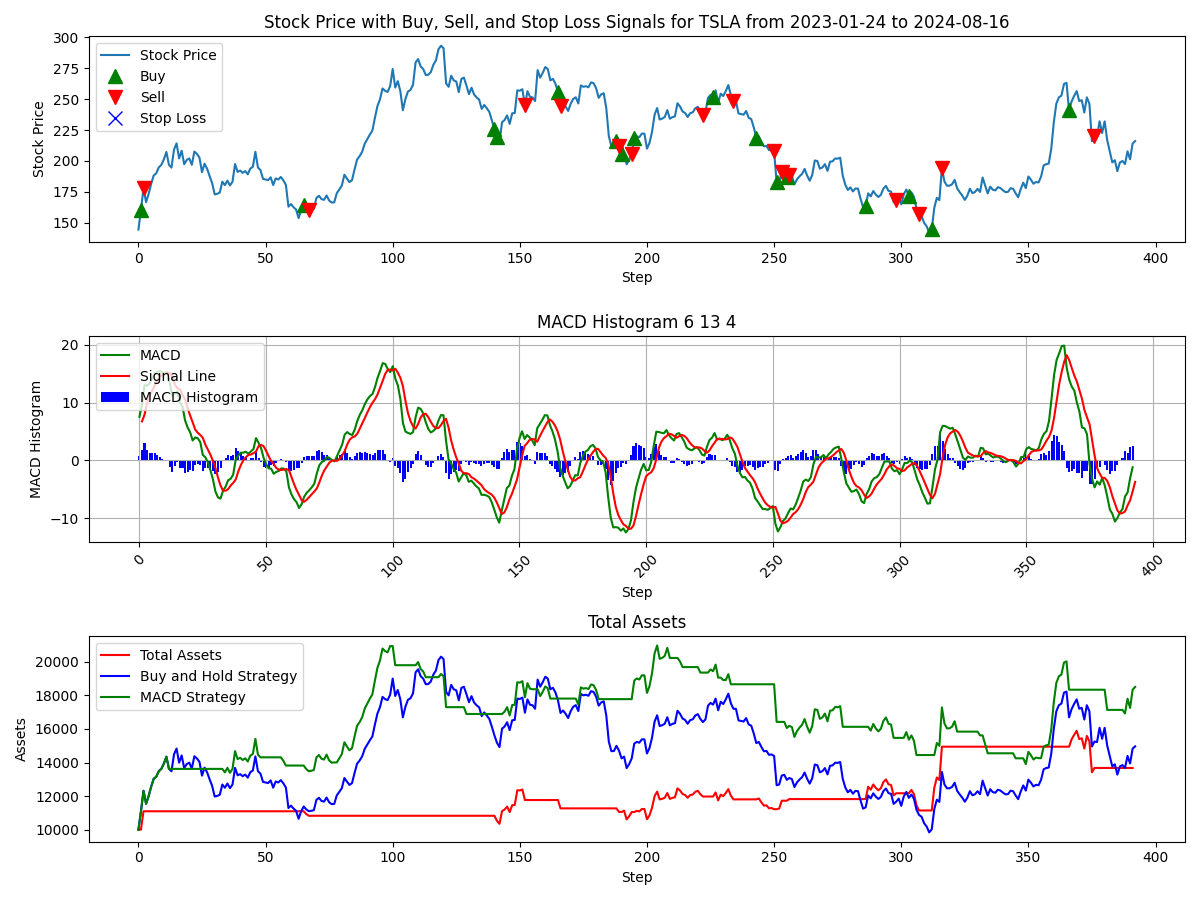 Stock Price with Buy, Sell, and Stop Loss Signals for TSLA from 2023-01-24 to 2024-08-16
Stock Price
300
275
250
225
200
175
150
Stock Price
Buy
Sell
Stop Loss
0 50 100 150 200 250 300 350 400
Step
MACD Histogram 6 13 4
MACD Histogram
20
10
0
−10
MACD
Signal Line
MACD Histogram
0 50 100 150 200 250 300 350 400
Step
Total Assets
Assets
20000
18000
16000
14000
12000
10000
Total Assets
Buy and Hold Strategy
MACD Strategy
0 50 100 150 200 250 300 350 400
Step